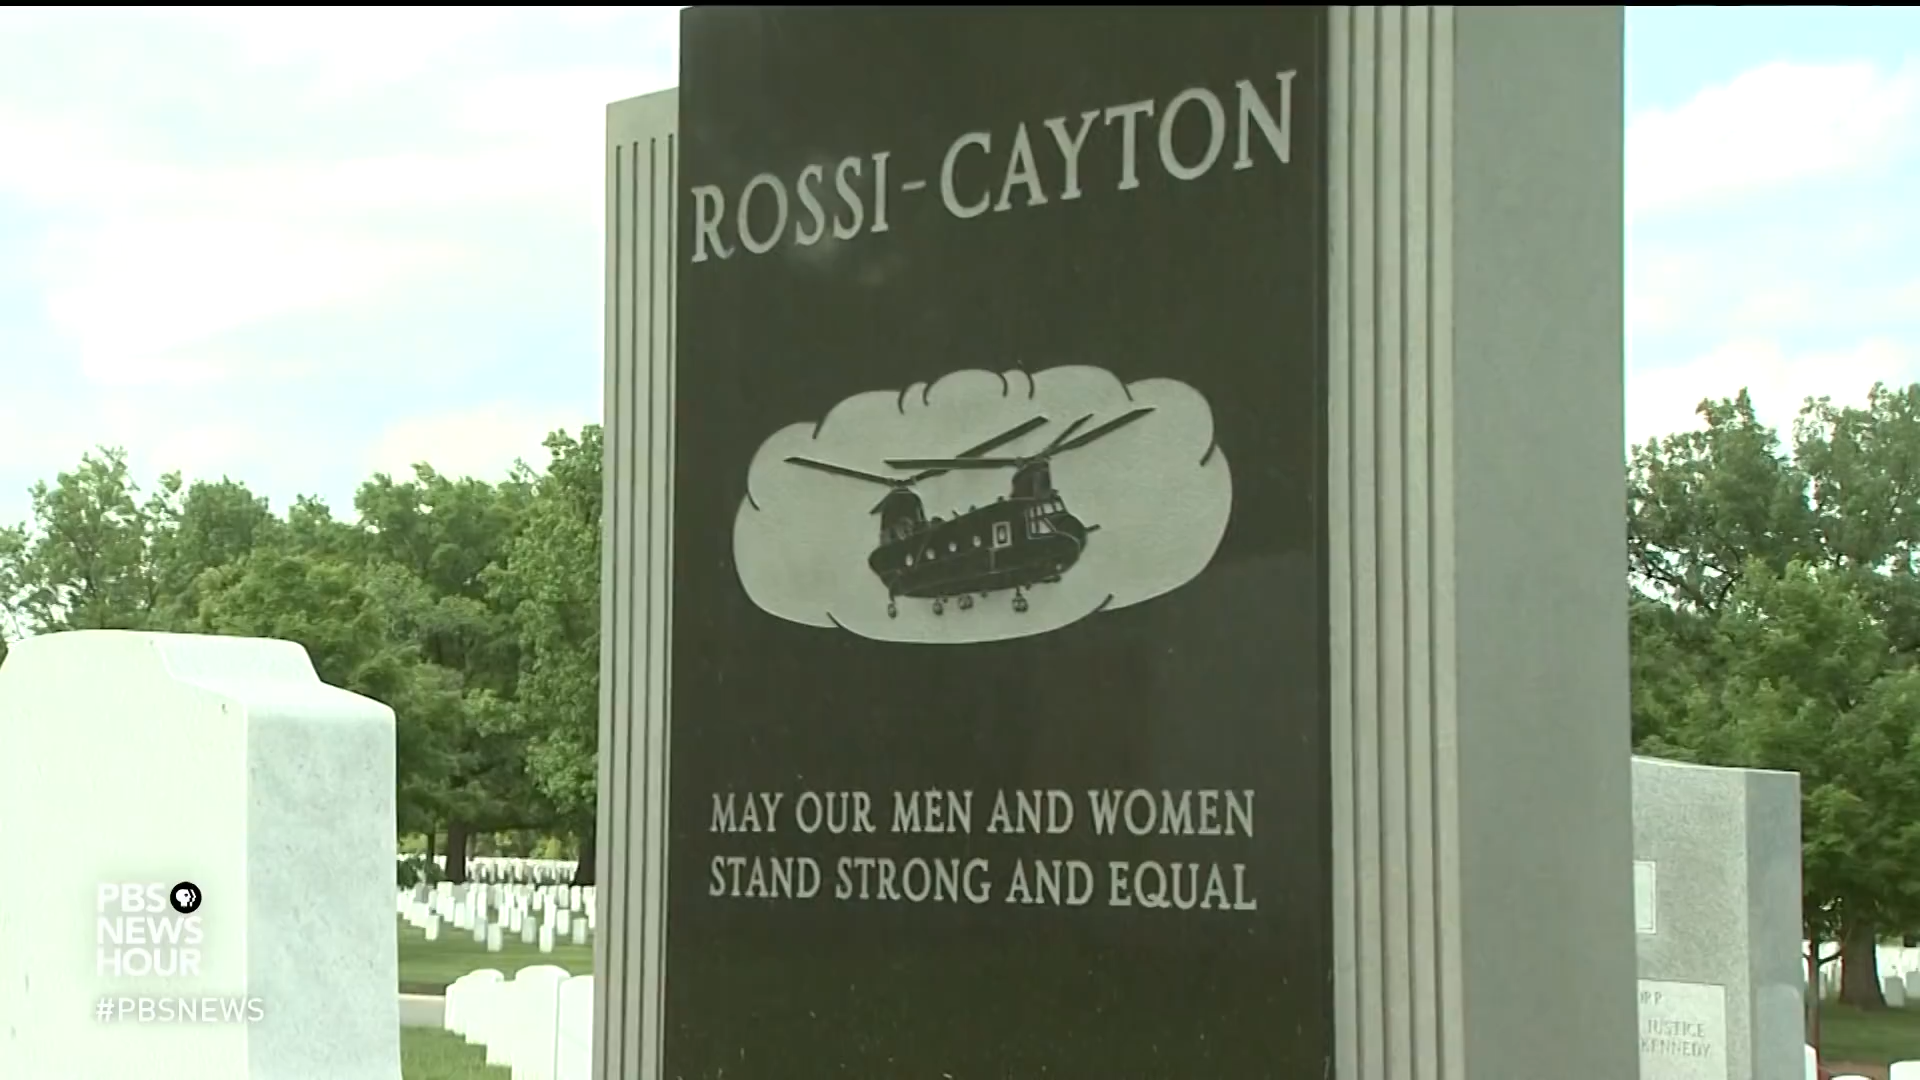 ROSSI-CAYTON
MAY OUR MEN AND WOMEN
STAND STRONG AND EQUAL
PBS
NEWS
HOUR
#PBSNEWS
JUSTICE
KENNEDY